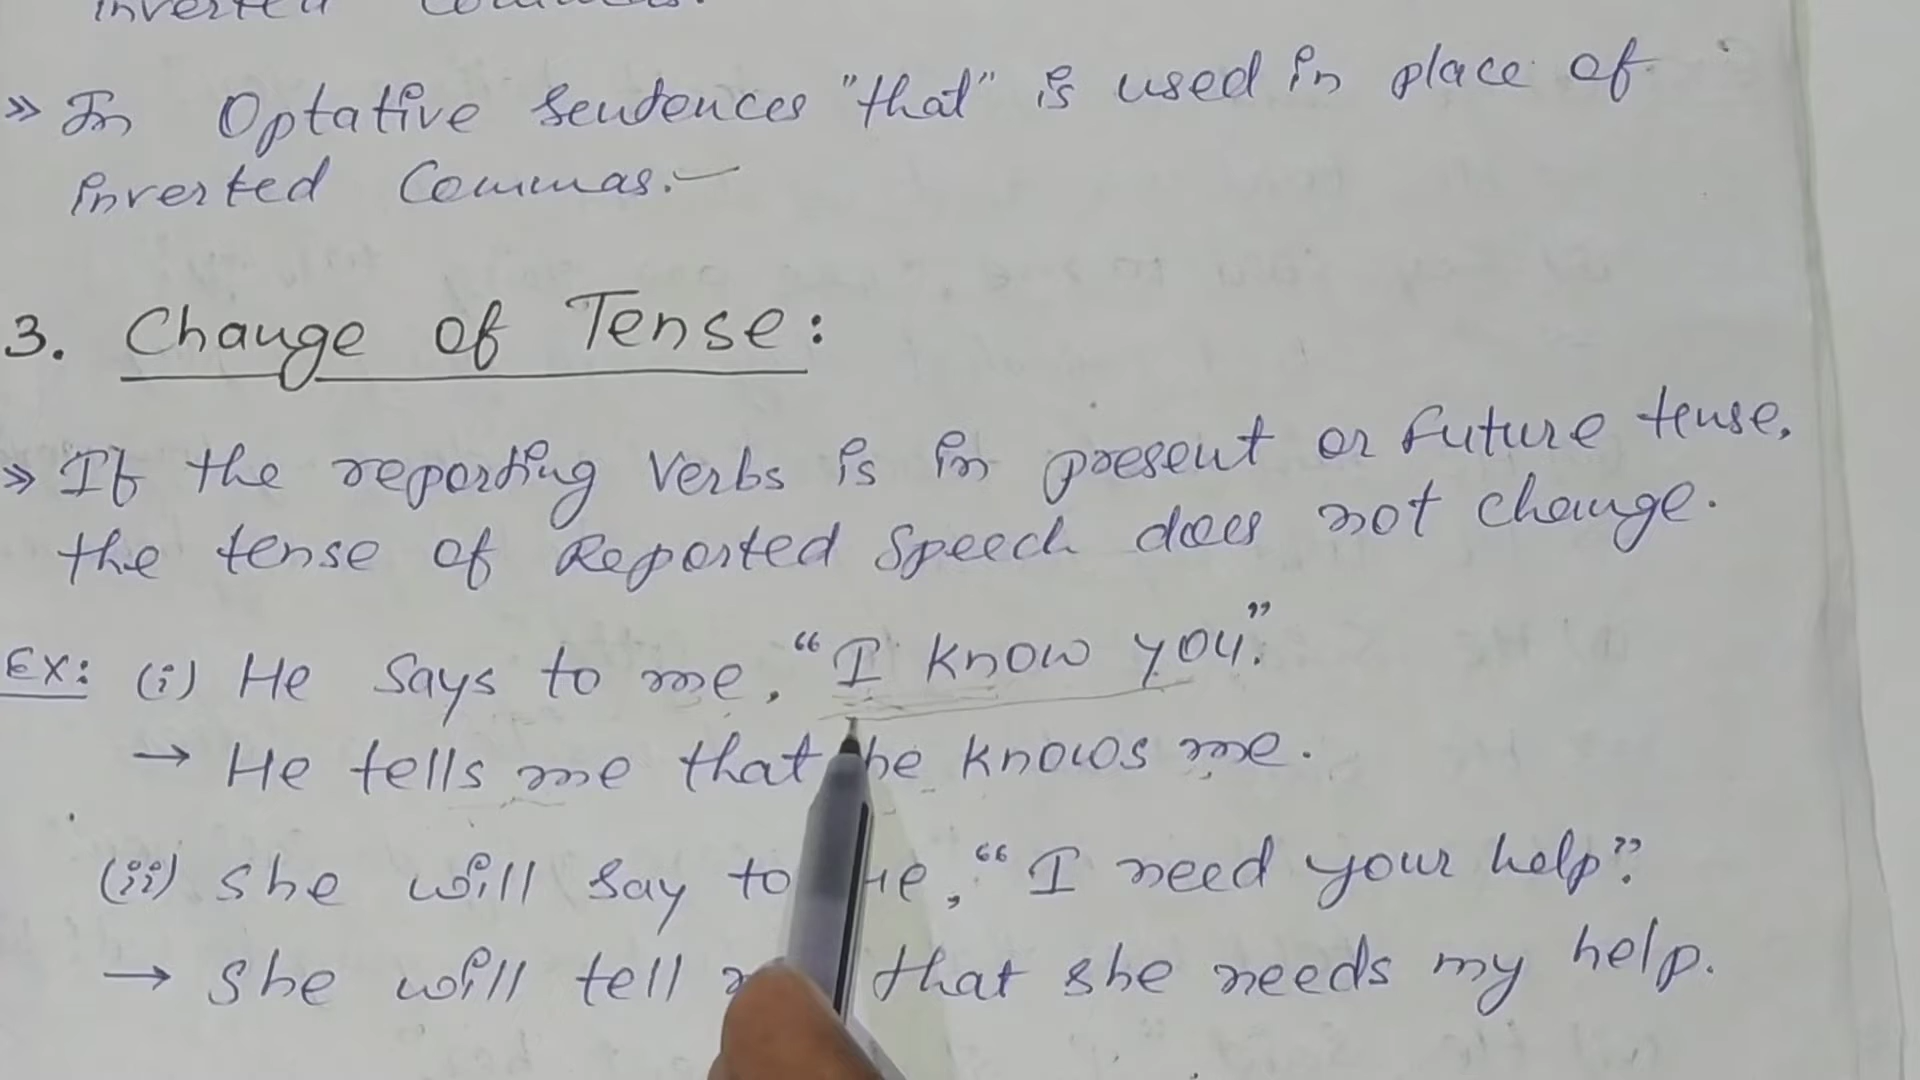 inverted commas.
» In Optative sentences "that" is used in place of
inverted Commas.—
3. Change of Tense:
» If the reporting verbs is in present or future tense,
the tense of Reported Speech does not change.
Ex: (i) He says to me, "I know you."
→ He tells me that he knows me.
(ii) she will say to me, "I need your help".
→ she will tell that she needs my help.